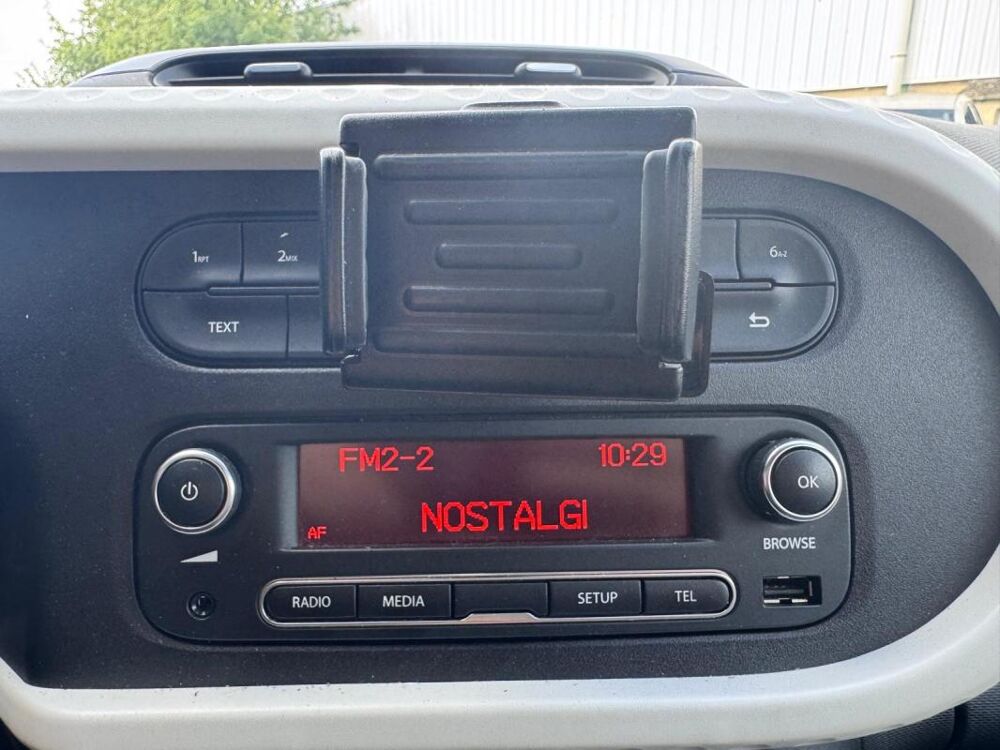 1RPT 2MIX 6A-Z
TEXT
FM2-2 10:29
NOSTALGI
AF
OK
BROWSE
RADIO MEDIA SETUP TEL